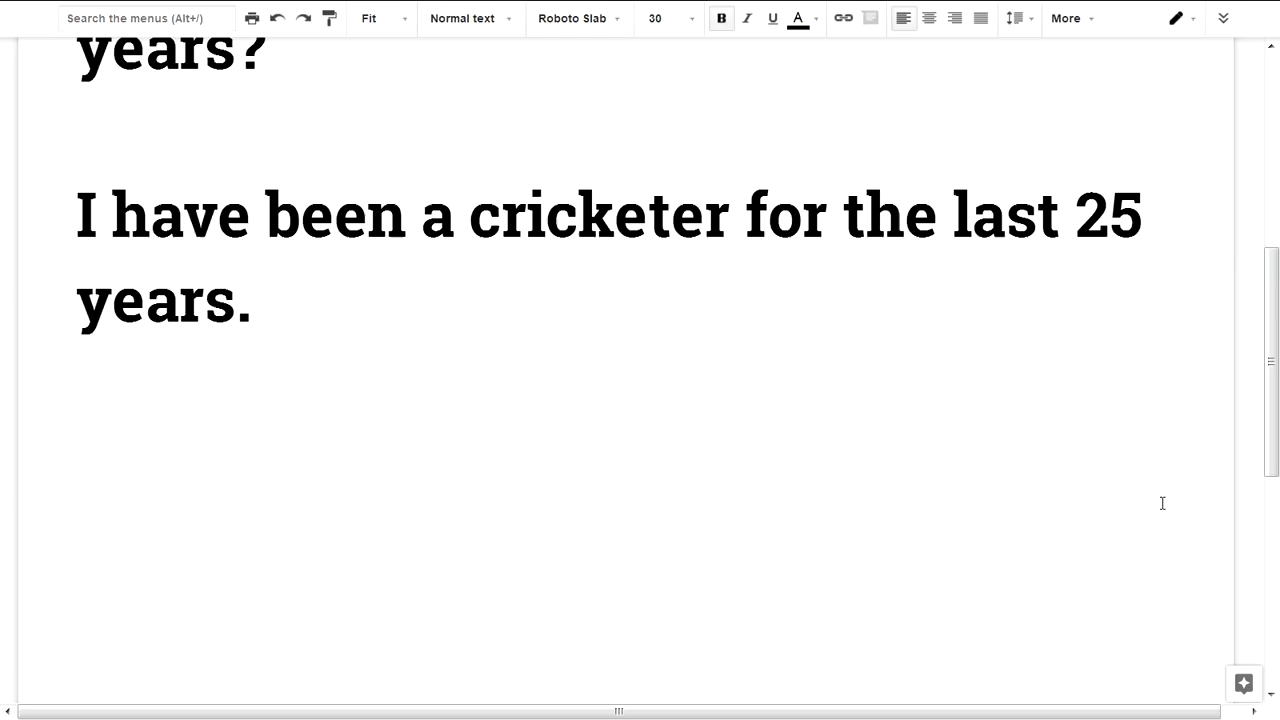 Search the menus (Alt+/) Fit Normal text Roboto Slab 30 B I U A More
years?
I have been a cricketer for the last 25
years.